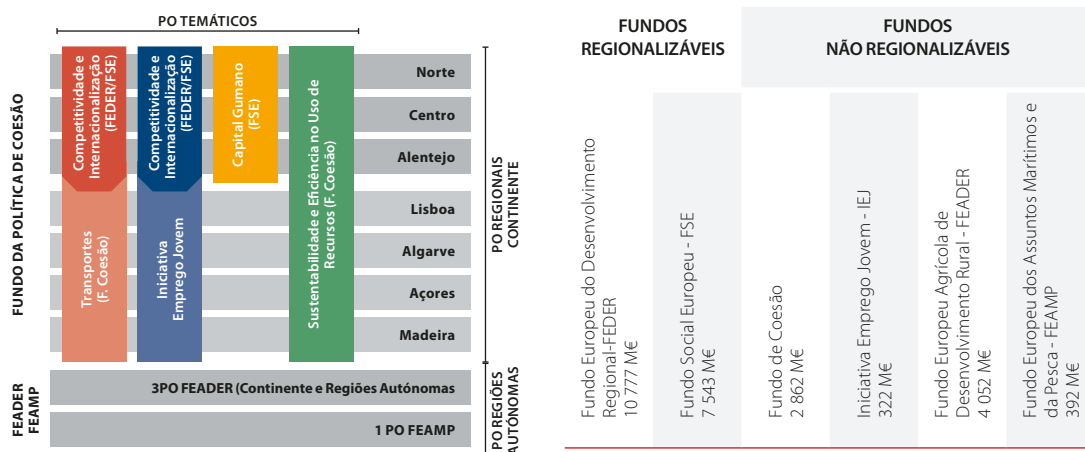 PO TEMÁTICOS
FUNDO DA POLÍTICA DE COESÃO
Competitividade e
Internacionalização
(FEDER/FSE)
Transportes
(F. Coesão)
Competitividade e
Internacionalização
(FEDER/FSE)
Iniciativa
Emprego Jovem
Capital Gumano
(FSE)
Sustentabilidade e Eficiência no Uso de
Recursos (F. Coesão)
Norte
Centro
Alentejo
Lisboa
Algarve
Açores
Madeira
PO REGIONAIS
CONTINENTE
FEADER
FEAMP
3PO FEADER (Continente e Regiões Autónomas
1 PO FEAMP
PO REGIÕES
AUTÓNOMAS
FUNDOS
REGIONALIZÁVEIS
FUNDOS
NÃO REGIONALIZÁVEIS
Fundo Europeu do Desenvolvimento
Regional-FEDER
10 777 M€
Fundo Social Europeu - FSE
7 543 M€
Fundo de Coesão
2 862 M€
Iniciativa Emprego Jovem - IEJ
322 M€
Fundo Europeu Agrícola de
Desenvolvimento Rural - FEADER
4 052 M€
Fundo Europeu dos Assuntos Marítimos e
da Pesca - FEAMP
392 M€